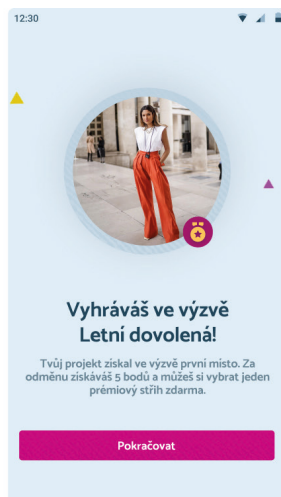 12:30
Vyhráváš ve výzvě
Letní dovolená!
Tvůj projekt získal ve výzvě první místo. Za
odměnu získáváš 5 bodů a můžeš si vybrat jeden
prémiový střih zdarma.
Pokračovat